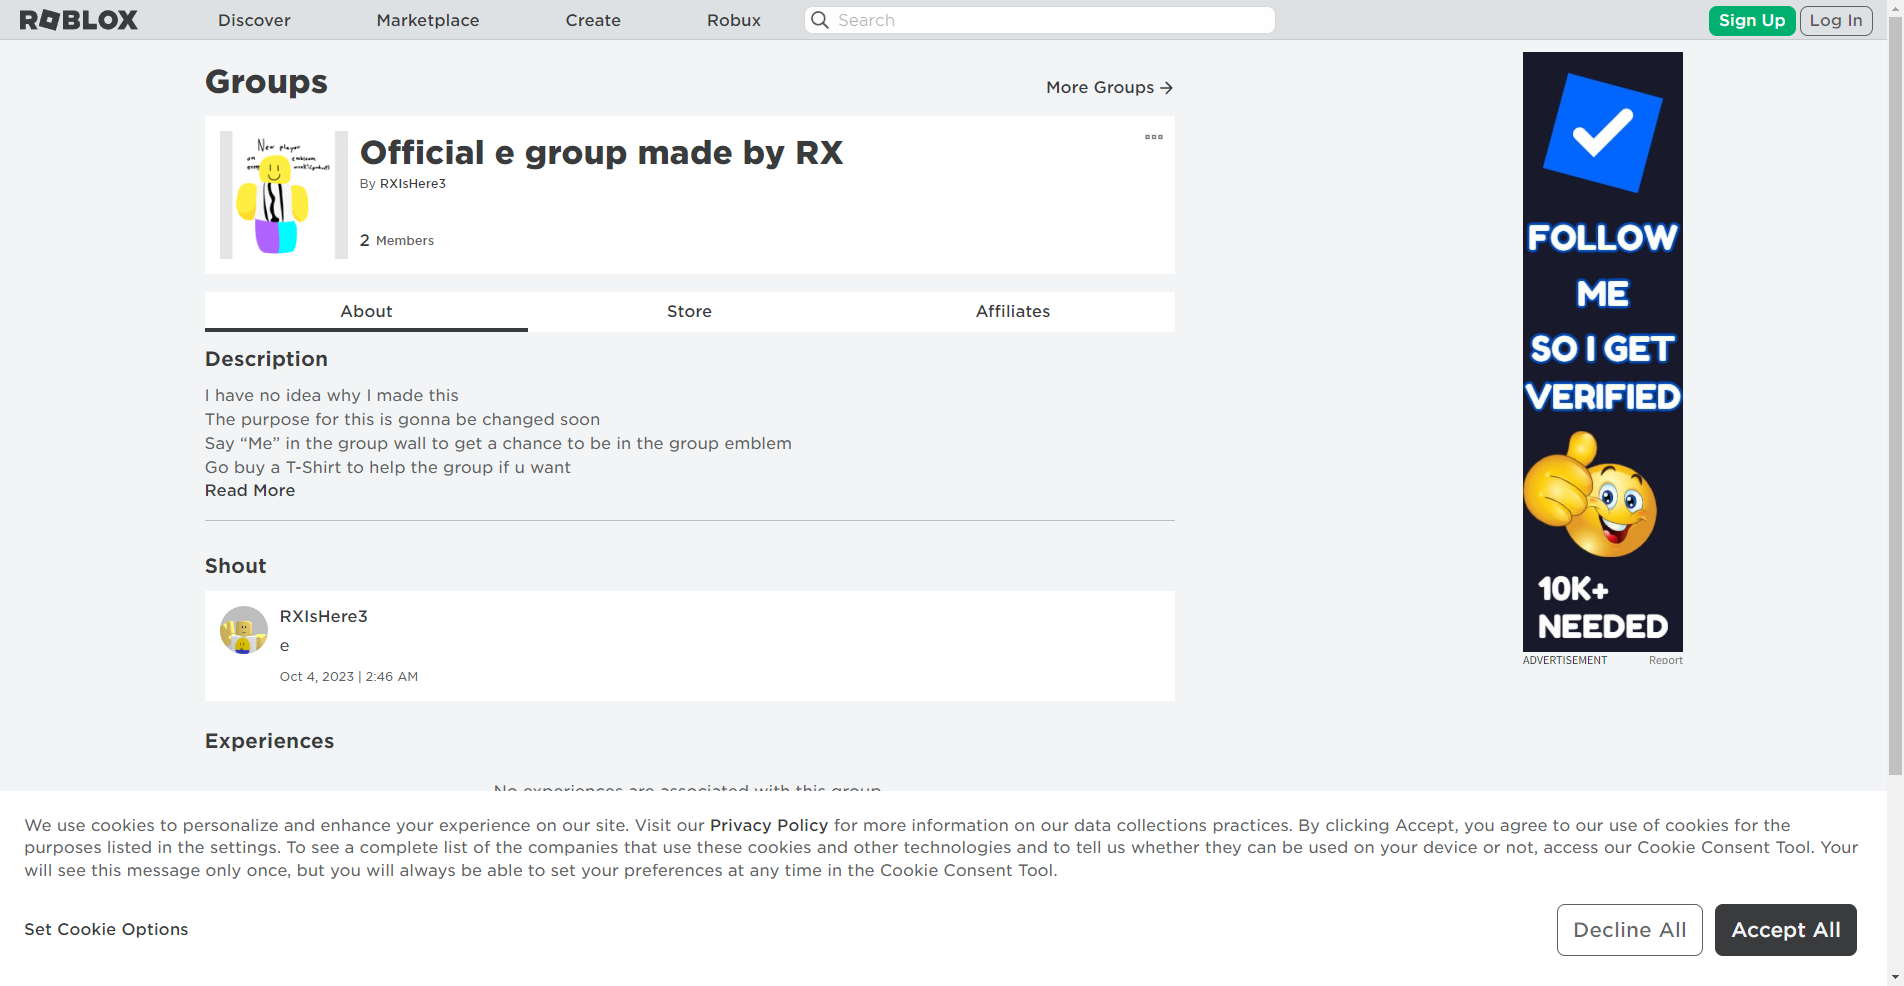 ROBLOX Discover Marketplace Create Robux Search Sign Up Log In
Groups
More Groups →
New player
on emblem
Official e group made by RX
By RXIsHere3
2 Members
About Store Affiliates
Description
I have no idea why I made this
The purpose for this is gonna be changed soon
Say “Me” in the group wall to get a chance to be in the group emblem
Go buy a T-Shirt to help the group if u want
Read More
Shout
RXIsHere3
e
Oct 4, 2023 | 2:46 AM
Experiences
No experiences are associated with this group
FOLLOW
ME
SO I GET
VERIFIED
10K+
NEEDED
ADVERTISEMENT Report
We use cookies to personalize and enhance your experience on our site. Visit our Privacy Policy for more information on our data collections practices. By clicking Accept, you agree to our use of cookies for the
purposes listed in the settings. To see a complete list of the companies that use these cookies and other technologies and to tell us whether they can be used on your device or not, access our Cookie Consent Tool. Your
will see this message only once, but you will always be able to set your preferences at any time in the Cookie Consent Tool.
Set Cookie Options
Decline All
Accept All